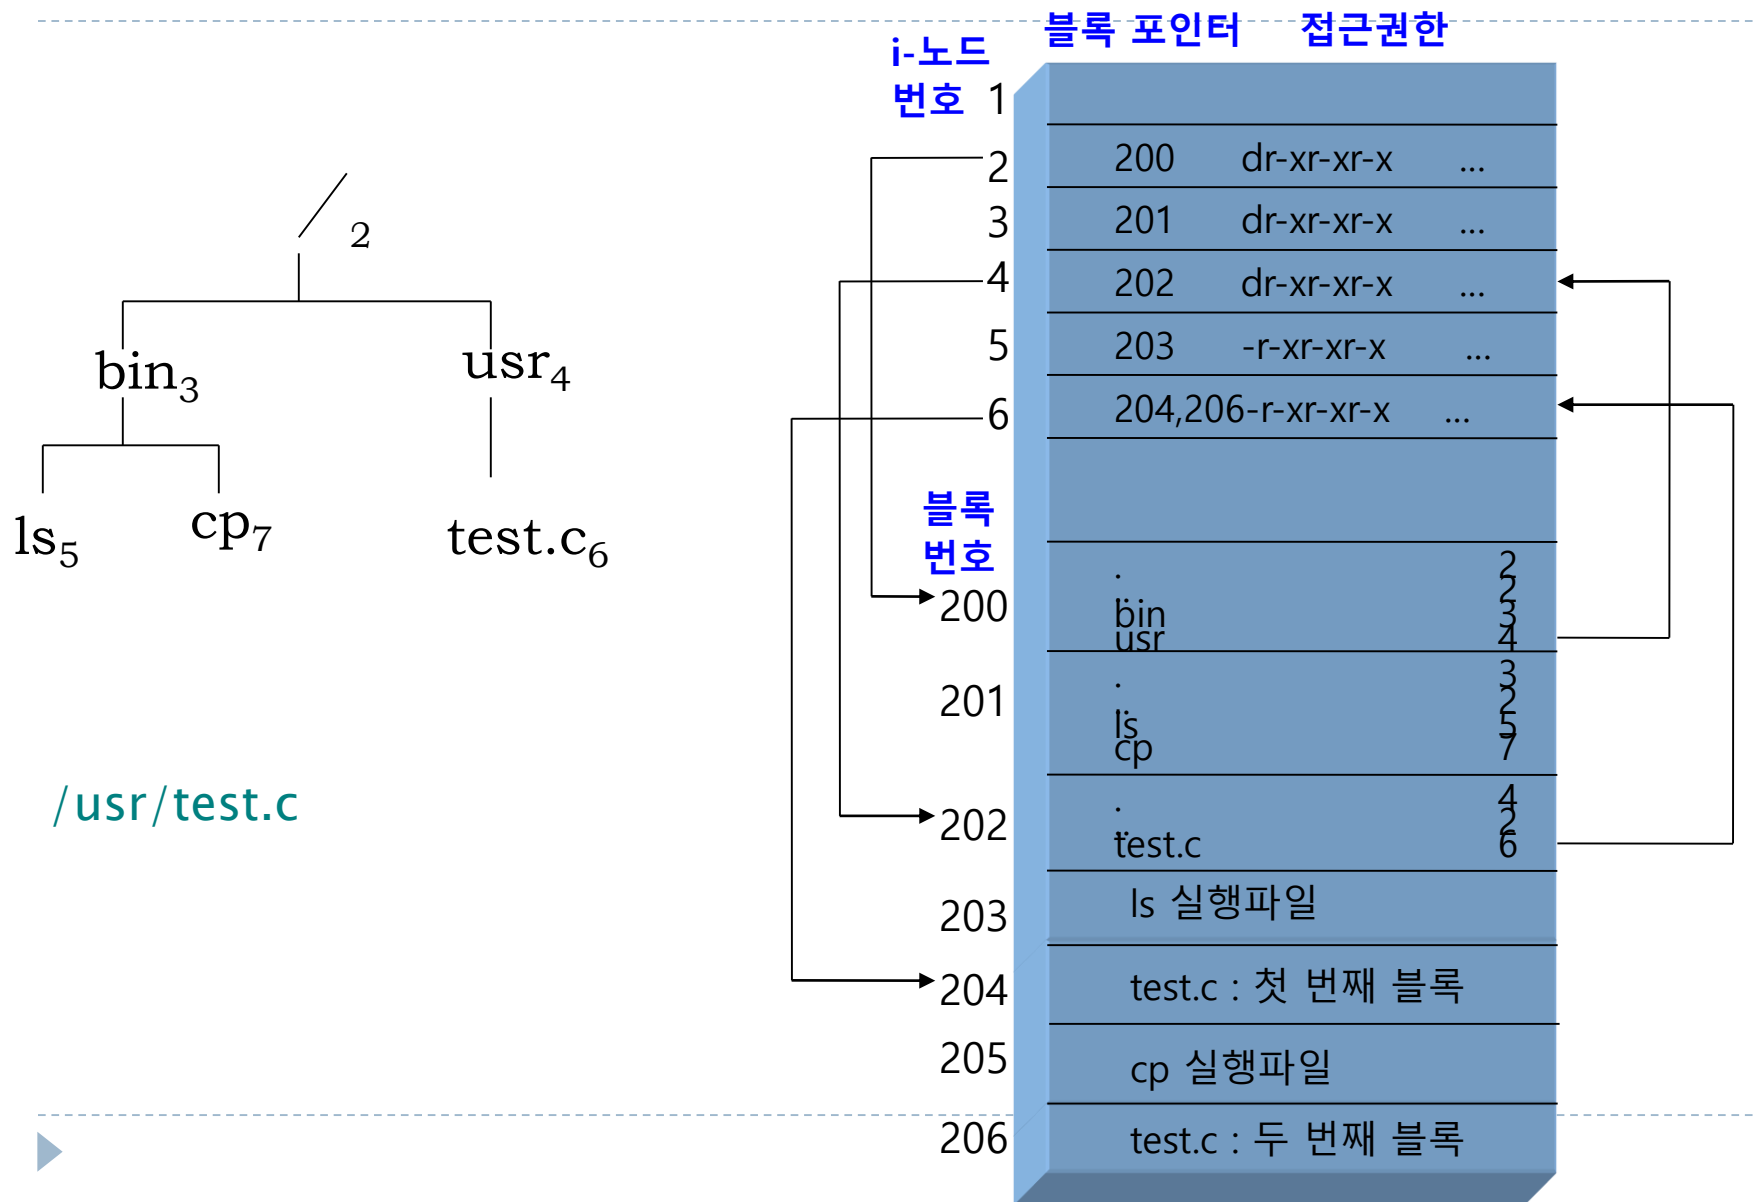 블록 포인터 접근권한
i-노드
번호 1
2 200 dr-xr-xr-x ...
3 201 dr-xr-xr-x ...
4 202 dr-xr-xr-x ...
5 203 -r-xr-xr-x ...
6 204,206-r-xr-xr-x ...
/ 2
bin3 usr4
ls5 cp7 test.c6
/usr/test.c
블록
번호
200
. 2
.. 2
bin 3
usr 4
201
. 3
.. 2
ls 5
cp 7
202
. 4
.. 2
test.c 6
203 ls 실행파일
204 test.c : 첫 번째 블록
205 cp 실행파일
206 test.c : 두 번째 블록